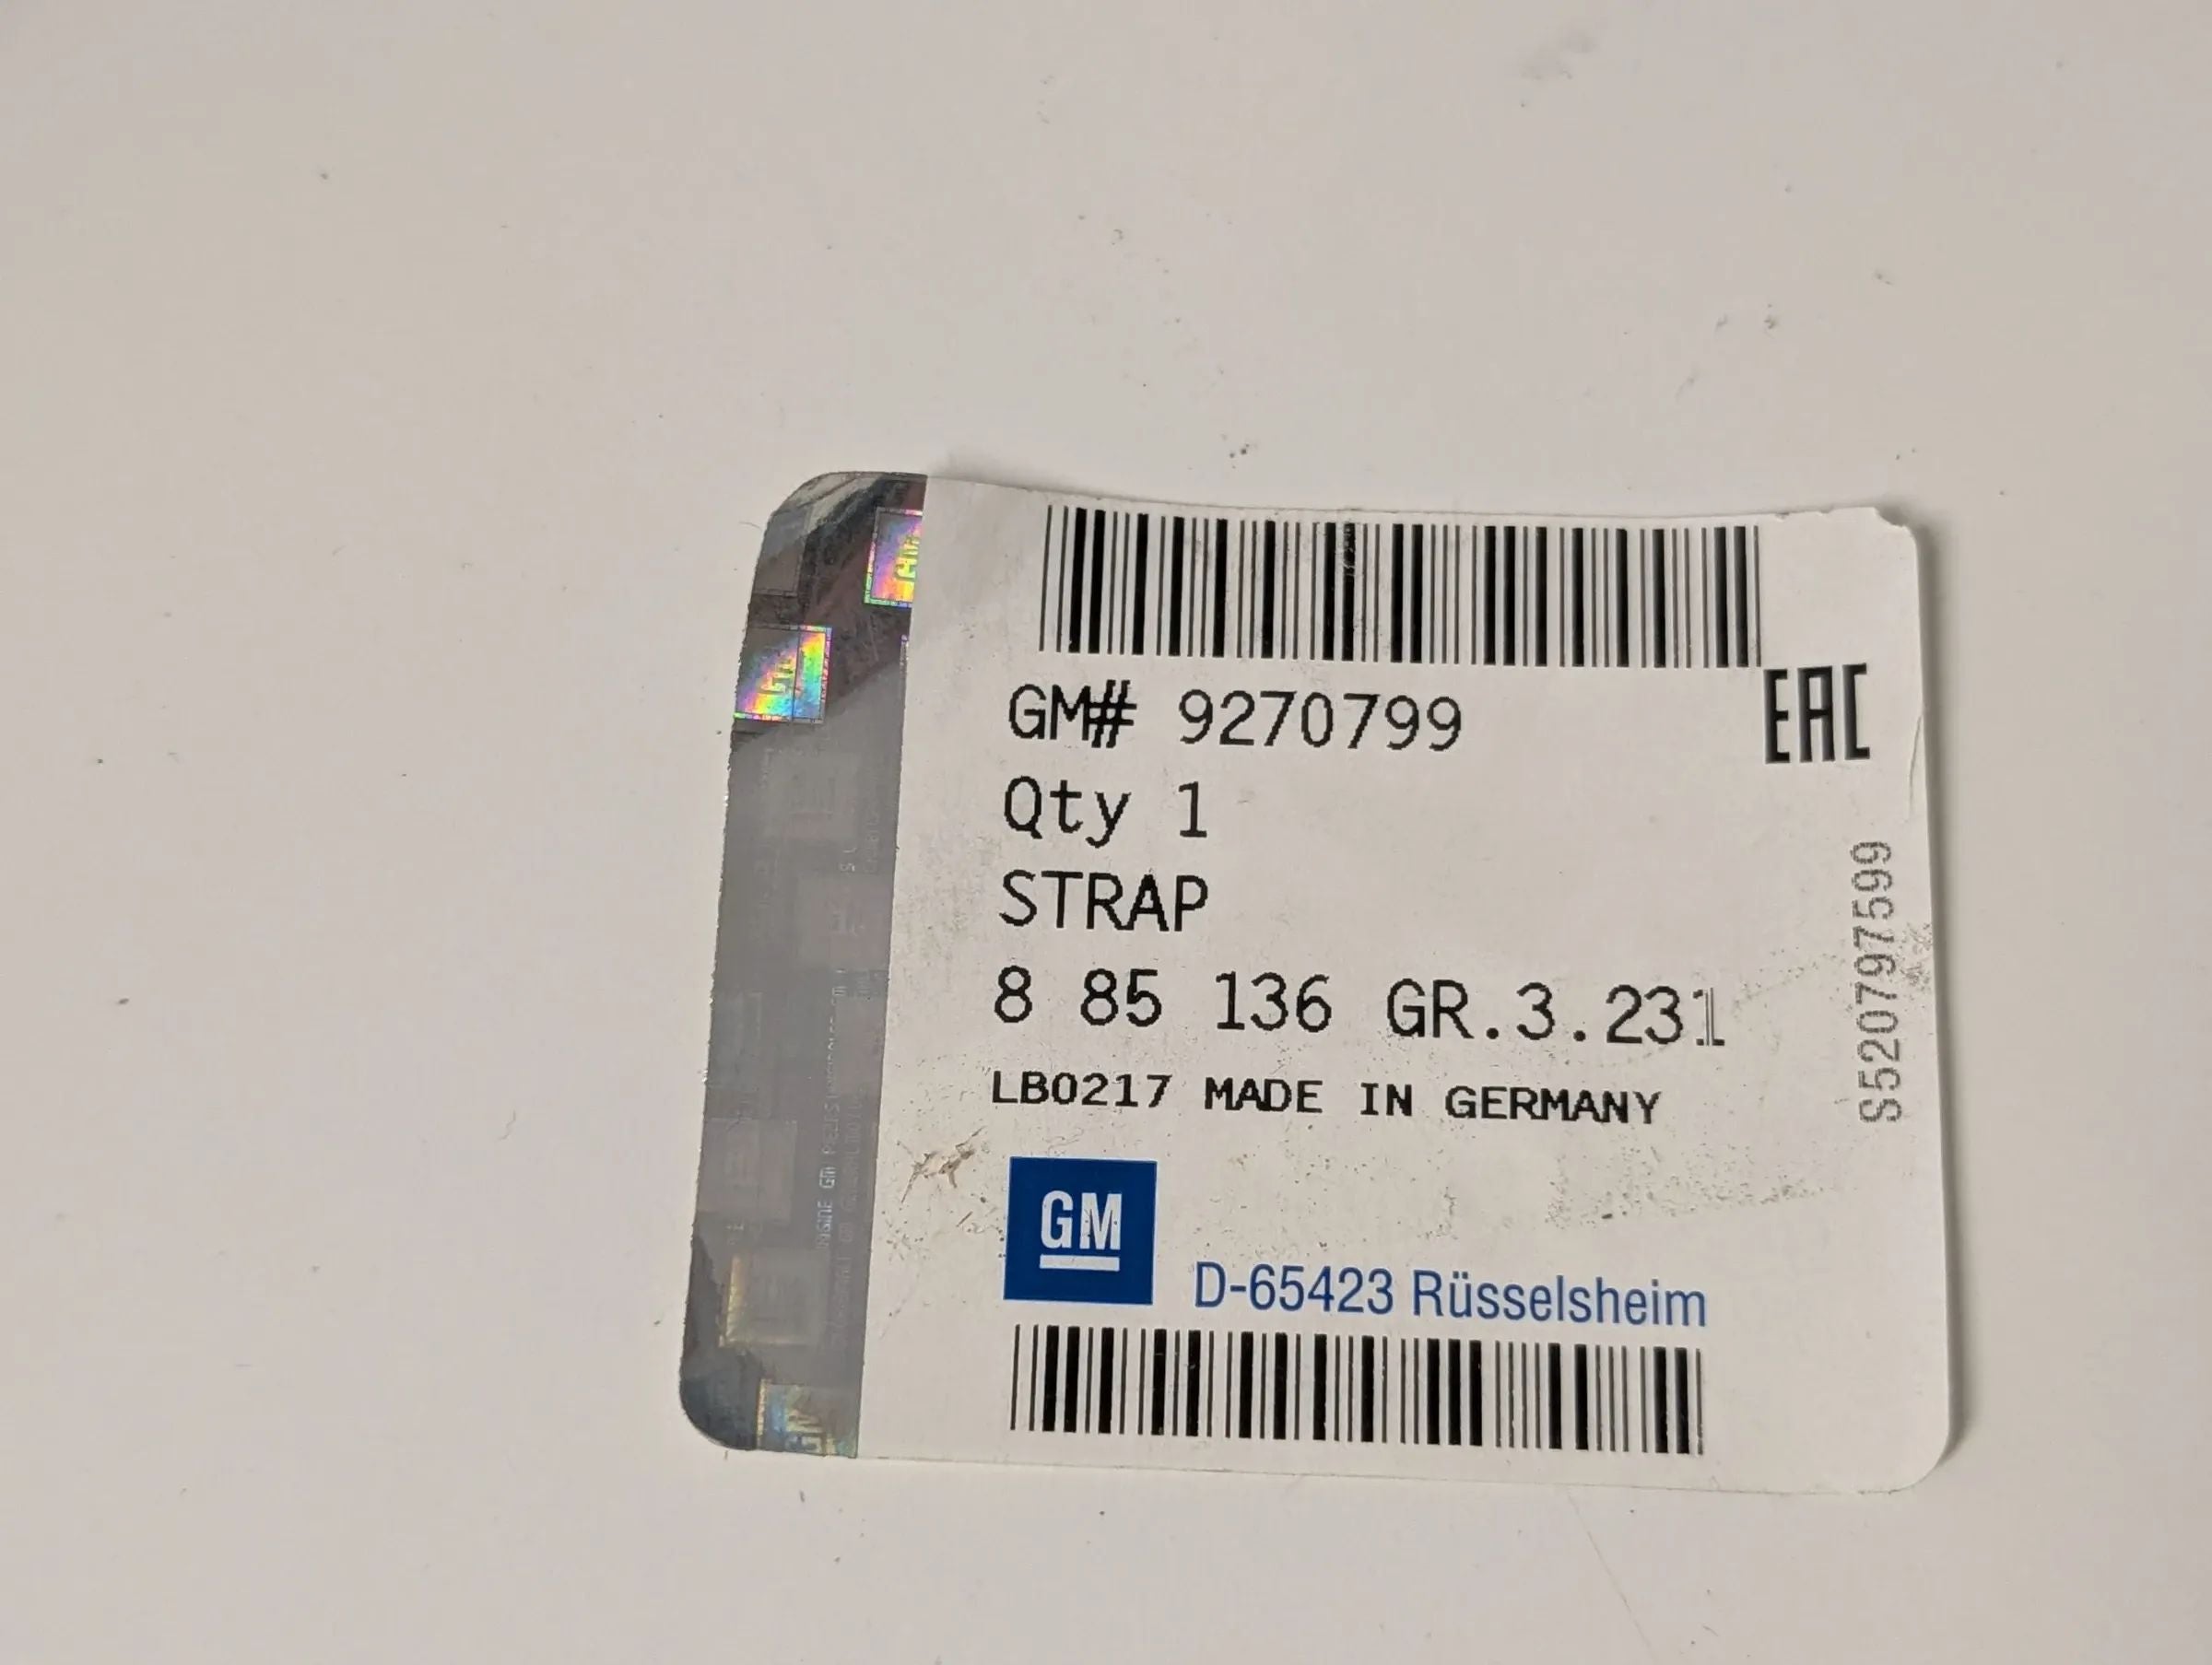 GM# 9270799
EAC
Qty 1
STRAP
8 85 136 GR.3.231
LB0217 MADE IN GERMANY
S520797599
GM
D-65423 Rüsselsheim